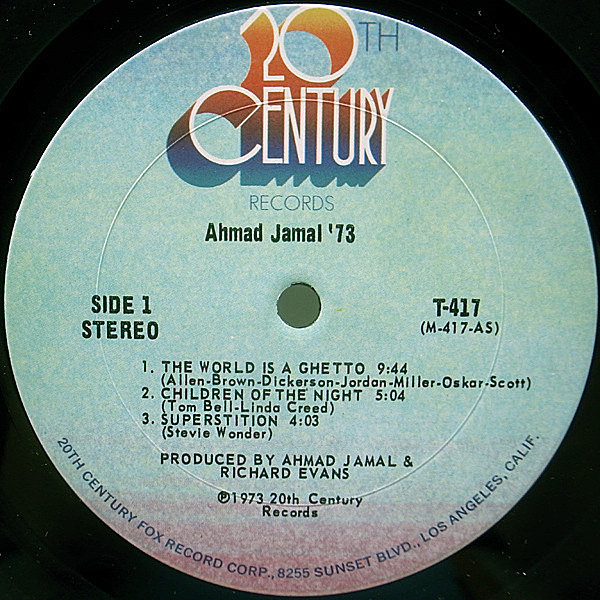 20TH
CENTURY
RECORDS
Ahmad Jamal '73
SIDE 1
STEREO
T-417
(M-417-AS)
1. THE WORLD IS A GHETTO 9:44
(Allen-Brown-Dickerson-Jordan-Miller-Oskar-Scott)
2. CHILDREN OF THE NIGHT 5:04
(Tom Bell-Linda Creed)
3. SUPERSTITION 4:03
(Stevie Wonder)
PRODUCED BY AHMAD JAMAL &
RICHARD EVANS
℗1973 20th Century
Records
20TH CENTURY FOX RECORD CORP., 8255 SUNSET BLVD., LOS ANGELES, CALIF.